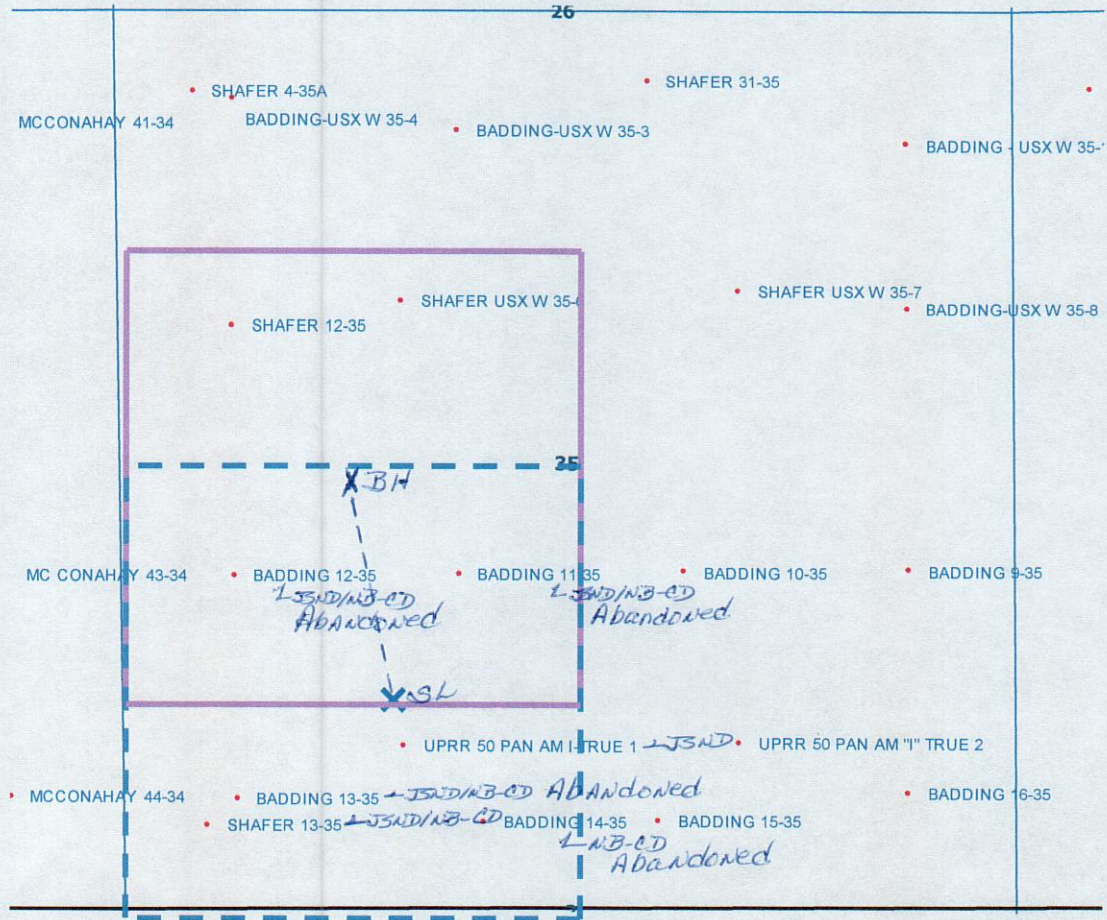 26
SHAFER 4-35A
SHAFER 31-35
MCCONAHAY 41-34
BADDING-USX W 35-4
BADDING-USX W 35-3
BADDING - USX W 35-
SHAFER USX W 35-
SHAFER USX W 35-7
BADDING-USX W 35-8
SHAFER 12-35
35
BH
MC CONAHAY 43-34
BADDING 12-35
BADDING 11-35
BADDING 10-35
BADDING 9-35
JSND/NB-CD
Abandoned
JSND/NB-CD
Abandoned
SL
UPRR 50 PAN AM I-TRUE 1
JSND
UPRR 50 PAN AM "I" TRUE 2
MCCONAHAY 44-34
BADDING 13-35
JSND/NB-CD Abandoned
BADDING 16-35
SHAFER 13-35
JSND/NB-CD
BADDING 14-35
BADDING 15-35
NB-CD
Abandoned